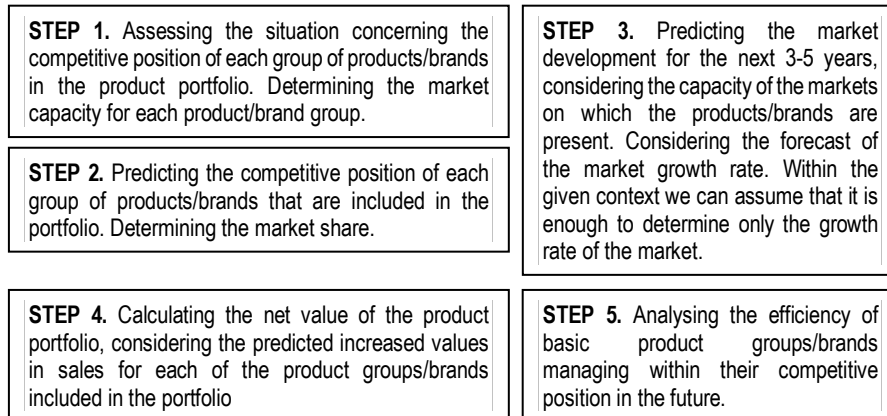 STEP 1. Assessing the situation concerning the
competitive position of each group of products/brands
in the product portfolio. Determining the market
capacity for each product/brand group.
STEP 2. Predicting the competitive position of each
group of products/brands that are included in the
portfolio. Determining the market share.
STEP 3. Predicting the market
development for the next 3-5 years,
considering the capacity of the markets
on which the products/brands are
present. Considering the forecast of
the market growth rate. Within the
given context we can assume that it is
enough to determine only the growth
rate of the market.
STEP 4. Calculating the net value of the product
portfolio, considering the predicted increased values
in sales for each of the product groups/brands
included in the portfolio
STEP 5. Analysing the efficiency of
basic product groups/brands
managing within their competitive
position in the future.